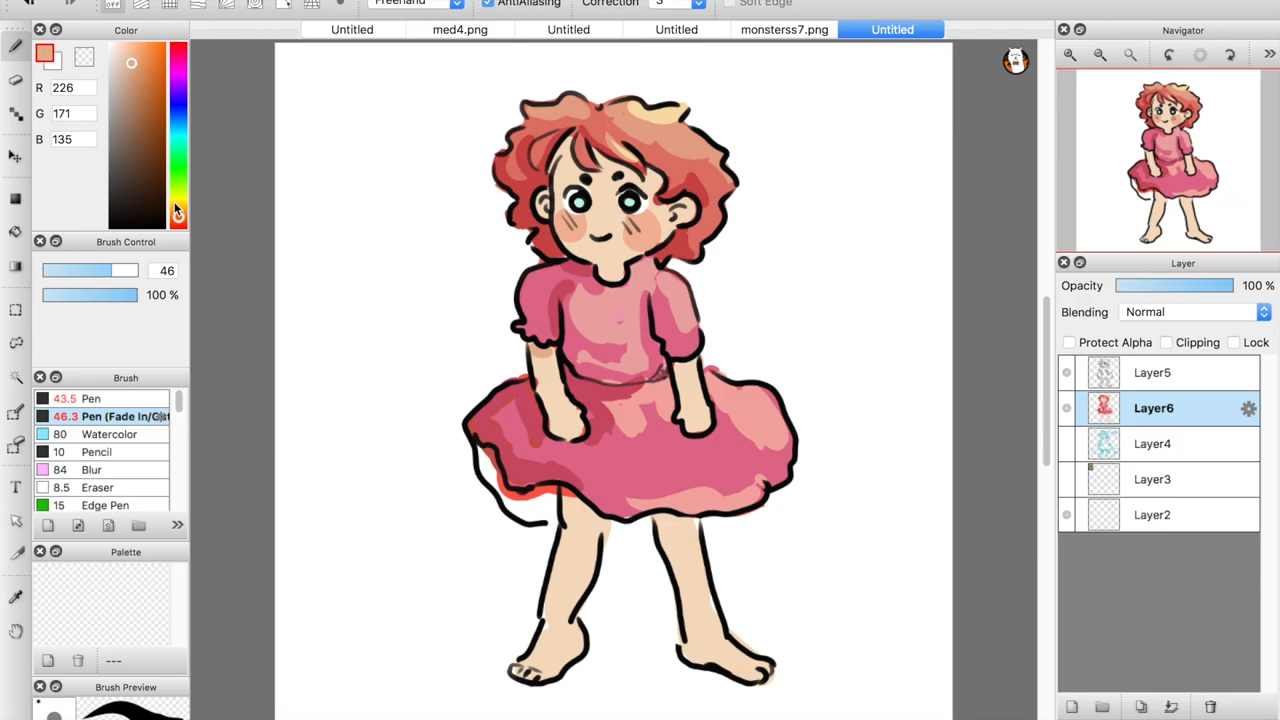 off Freehand AntiAliasing Correction 3 Soft Edge
Untitled med4.png Untitled Untitled monsterss7.png Untitled
Color
R 226
G 171
B 135
Brush Control
46
100 %
Brush
43.5 Pen
46.3 Pen (Fade In/Out
80 Watercolor
10 Pencil
84 Blur
8.5 Eraser
15 Edge Pen
Palette
---
Brush Preview
Navigator
Layer
Opacity 100 %
Blending Normal
Protect Alpha Clipping Lock
Layer5
Layer6
Layer4
Layer3
Layer2